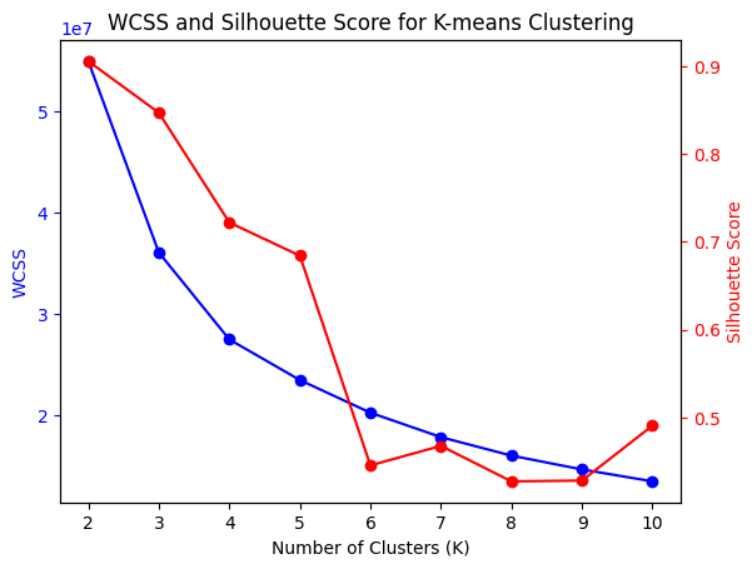 WCSS and Silhouette Score for K-means Clustering
1e7
5
4
3
2
WCSS
0.9
0.8
0.7
0.6
0.5
Silhouette Score
2 3 4 5 6 7 8 9 10
Number of Clusters (K)